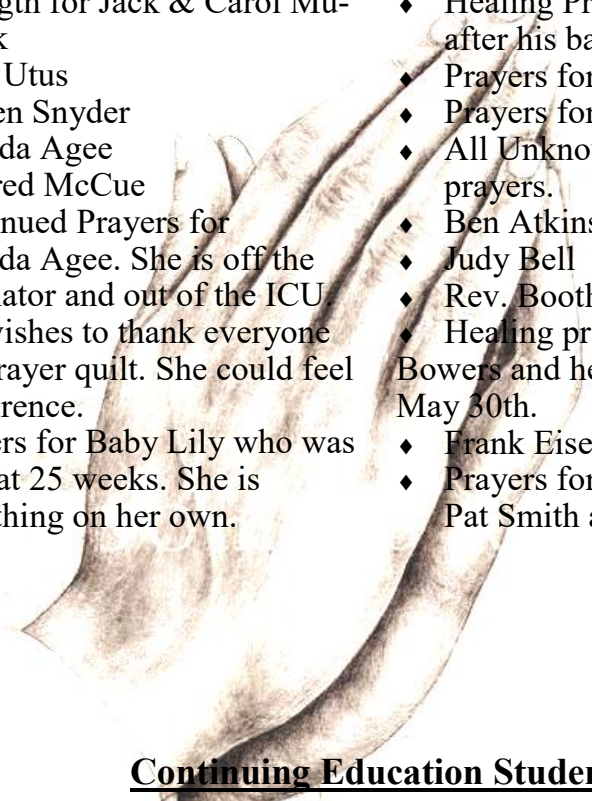 gth for Jack & Carol Mu-
k
Utus
en Snyder
da Agee
red McCue
nued Prayers for
da Agee. She is off the
lator and out of the ICU.
wishes to thank everyone
rayer quilt. She could feel
rence.
ers for Baby Lily who was
at 25 weeks. She is
thing on her own.
♦ Healing Pr
after his ba
♦ Prayers for
♦ Prayers for
♦ All Unkno
prayers.
♦ Ben Atkins
♦ Judy Bell
♦ Rev. Booth
♦ Healing pr
Bowers and he
May 30th.
♦ Frank Eise
♦ Prayers for
Pat Smith a
Continuing Education Studen